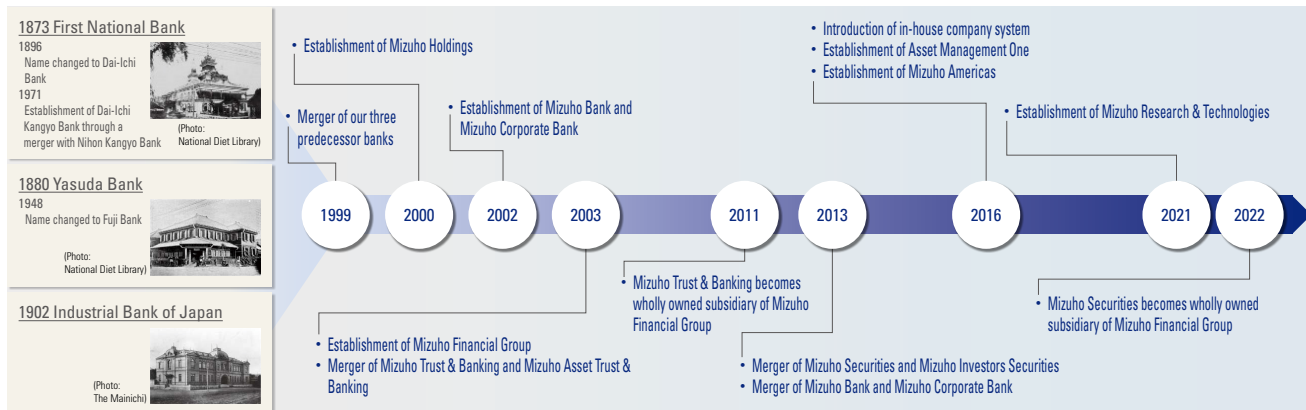 1873 First National Bank
1896
Name changed to Dai-Ichi
Bank
1971
Establishment of Dai-Ichi
Kangyo Bank through a
merger with Nihon Kangyo Bank
(Photo:
National Diet Library)
1880 Yasuda Bank
1948
Name changed to Fuji Bank
(Photo:
National Diet Library)
1902 Industrial Bank of Japan
(Photo:
The Mainichi)
• Merger of our three
predecessor banks
• Establishment of Mizuho Holdings
• Establishment of Mizuho Bank and
Mizuho Corporate Bank
• Introduction of in-house company system
• Establishment of Asset Management One
• Establishment of Mizuho Americas
• Establishment of Mizuho Research & Technologies
1999
2000
2002
2003
2011
2013
2016
2021
2022
• Establishment of Mizuho Financial Group
• Merger of Mizuho Trust & Banking and Mizuho Asset Trust &
Banking
• Mizuho Trust & Banking becomes
wholly owned subsidiary of Mizuho
Financial Group
• Merger of Mizuho Securities and Mizuho Investors Securities
• Merger of Mizuho Bank and Mizuho Corporate Bank
• Mizuho Securities becomes wholly owned
subsidiary of Mizuho Financial Group